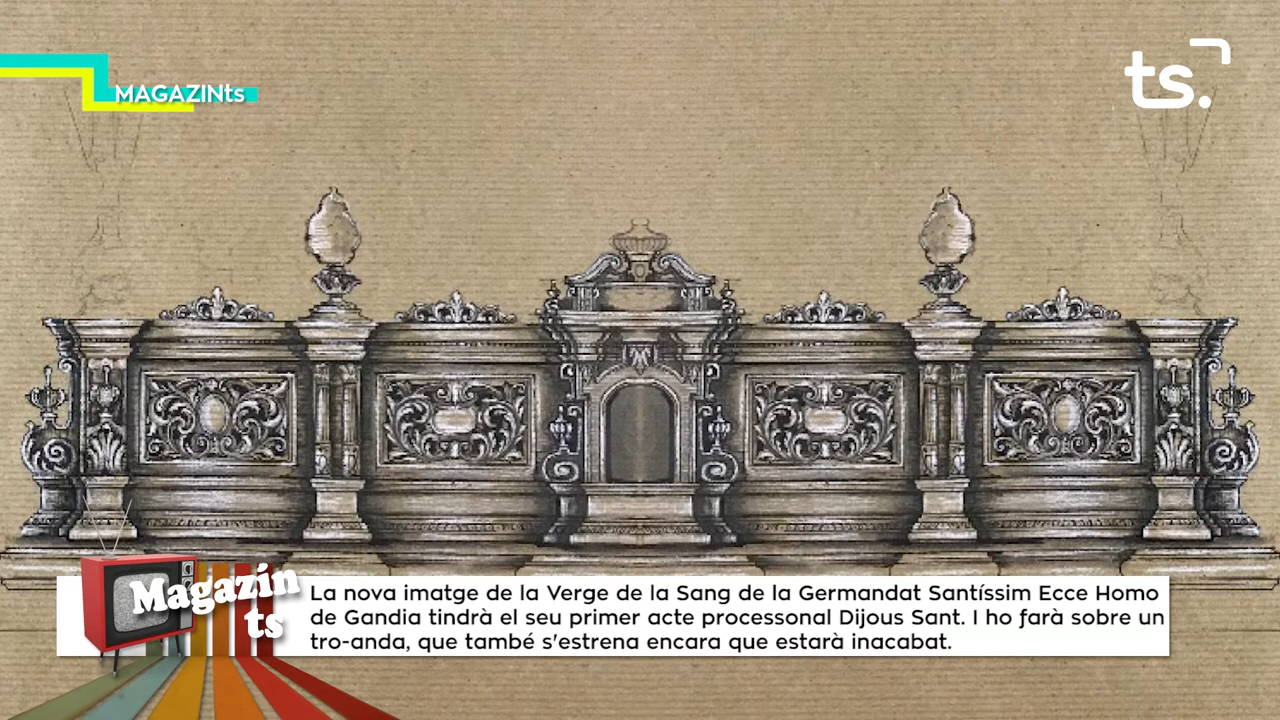 MAGAZINts
ts.
Magazin
ts
La nova imatge de la Verge de la Sang de la Germandat Santíssim Ecce Homo
de Gandia tindrà el seu primer acte processonal Dijous Sant. I ho farà sobre un
tro-anda, que també s'estrena encara que estarà inacabat.